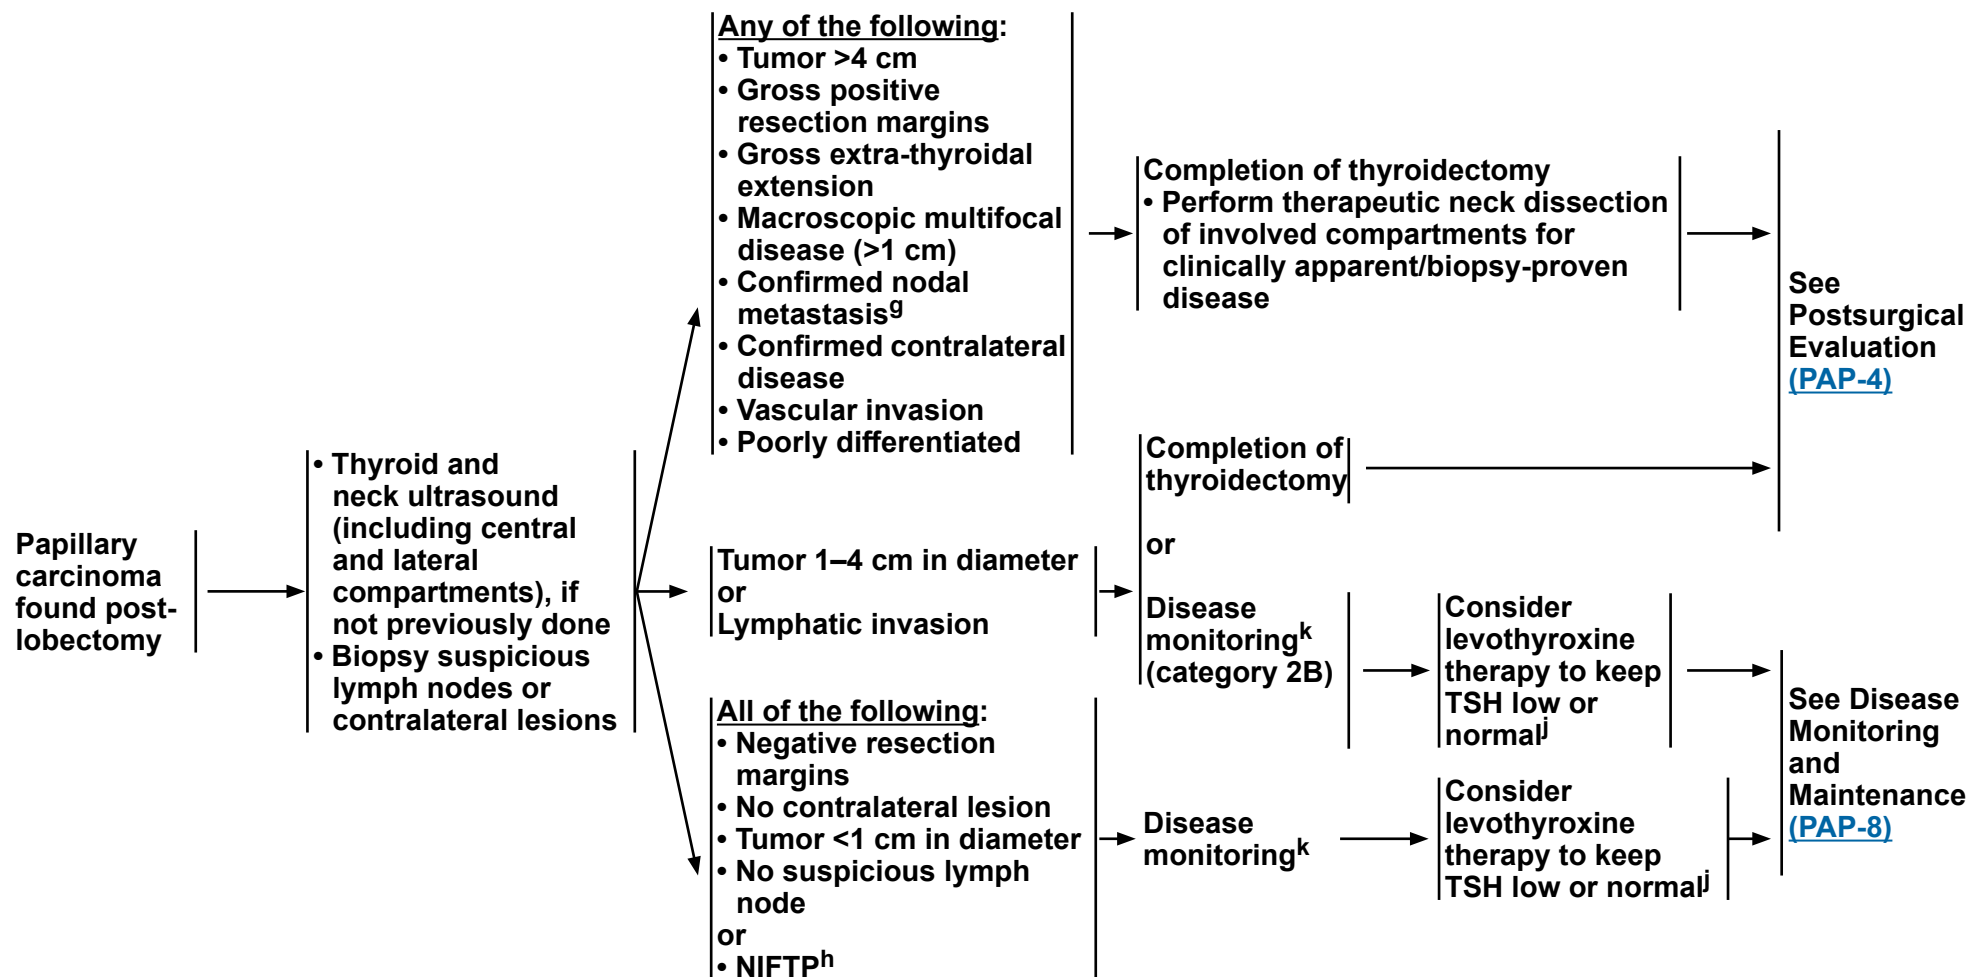 Papillary
carcinoma
found post-
lobectomy
• Thyroid and
neck ultrasound
(including central
and lateral
compartments), if
not previously done
• Biopsy suspicious
lymph nodes or
contralateral lesions
Any of the following:
• Tumor >4 cm
• Gross positive
resection margins
• Gross extra-thyroidal
extension
• Macroscopic multifocal
disease (>1 cm)
• Confirmed nodal
metastasisg
• Confirmed contralateral
disease
• Vascular invasion
• Poorly differentiated
Completion of thyroidectomy
• Perform therapeutic neck dissection
of involved compartments for
clinically apparent/biopsy-proven
disease
Tumor 1–4 cm in diameter
or
Lymphatic invasion
Completion of
thyroidectomy
or
Disease
monitoringk
(category 2B)
Consider
levothyroxine
therapy to keep
TSH low or
normalj
All of the following:
• Negative resection
margins
• No contralateral lesion
• Tumor <1 cm in diameter
• No suspicious lymph
node
or
• NIFTPh
Disease
monitoringk
Consider
levothyroxine
therapy to keep
TSH low or normalj
See
Postsurgical
Evaluation
(PAP-4)
See Disease
Monitoring
and
Maintenance
(PAP-8)